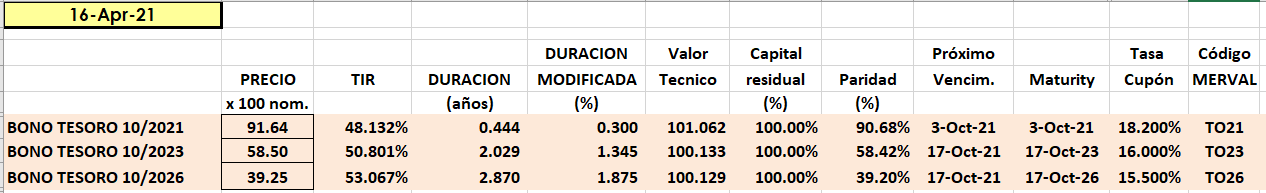 16-Apr-21
DURACION Valor Capital Próximo Tasa Código
PRECIO TIR DURACION MODIFICADA Tecnico residual Paridad Vencim. Maturity Cupón MERVAL
x 100 nom. (años) (%) (%) (%)
BONO TESORO 10/2021 91.64 48.132% 0.444 0.300 101.062 100.00% 90.68% 3-Oct-21 3-Oct-21 18.200% TO21
BONO TESORO 10/2023 58.50 50.801% 2.029 1.345 100.133 100.00% 58.42% 17-Oct-21 17-Oct-23 16.000% TO23
BONO TESORO 10/2026 39.25 53.067% 2.870 1.875 100.129 100.00% 39.20% 17-Oct-21 17-Oct-26 15.500% TO26